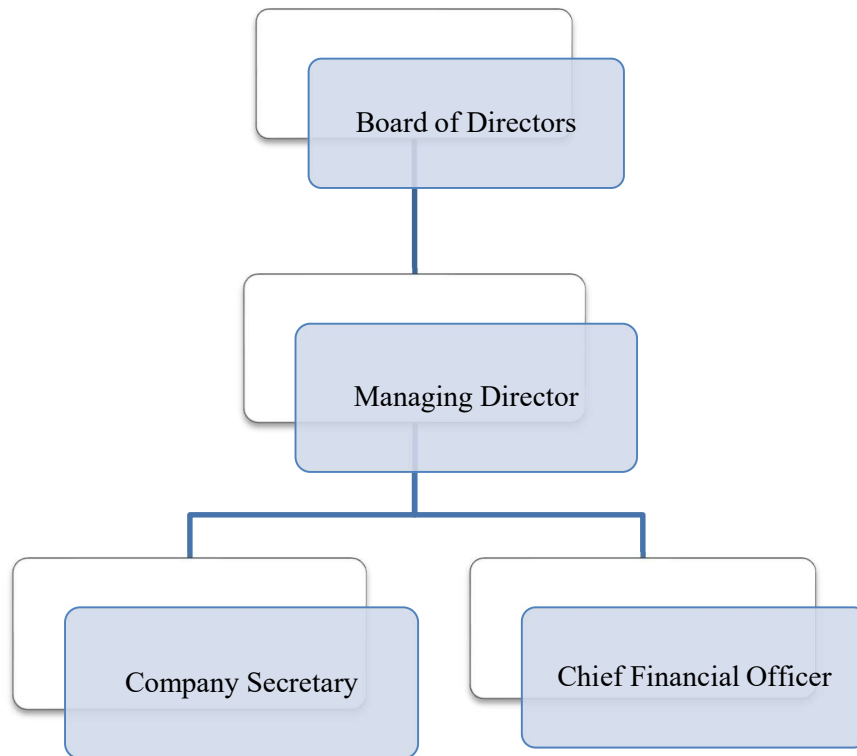 Board of Directors
Managing Director
Company Secretary
Chief Financial Officer